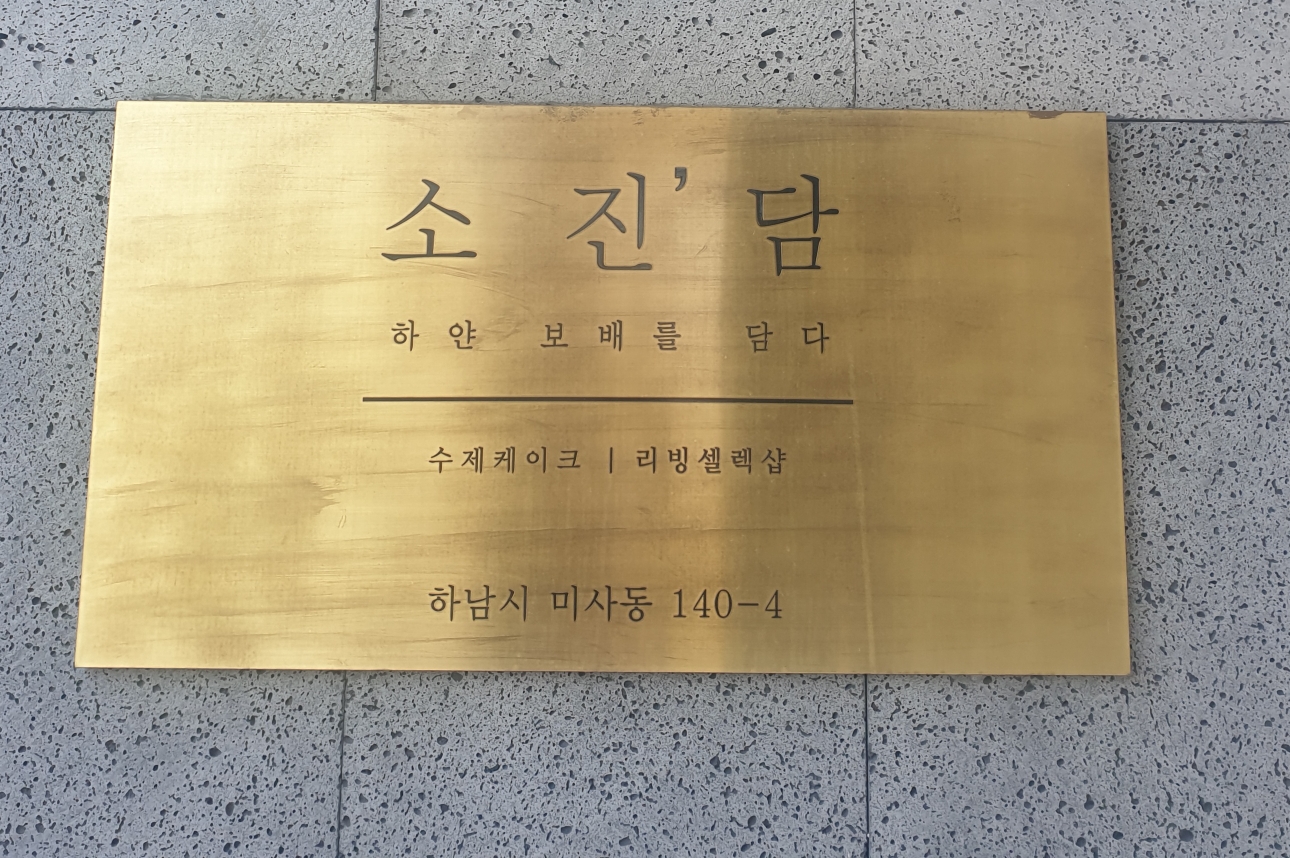 소 진' 담
하얀 보배를 담다
수제케이크 | 리빙셀렉샵
하남시 미사동 140-4